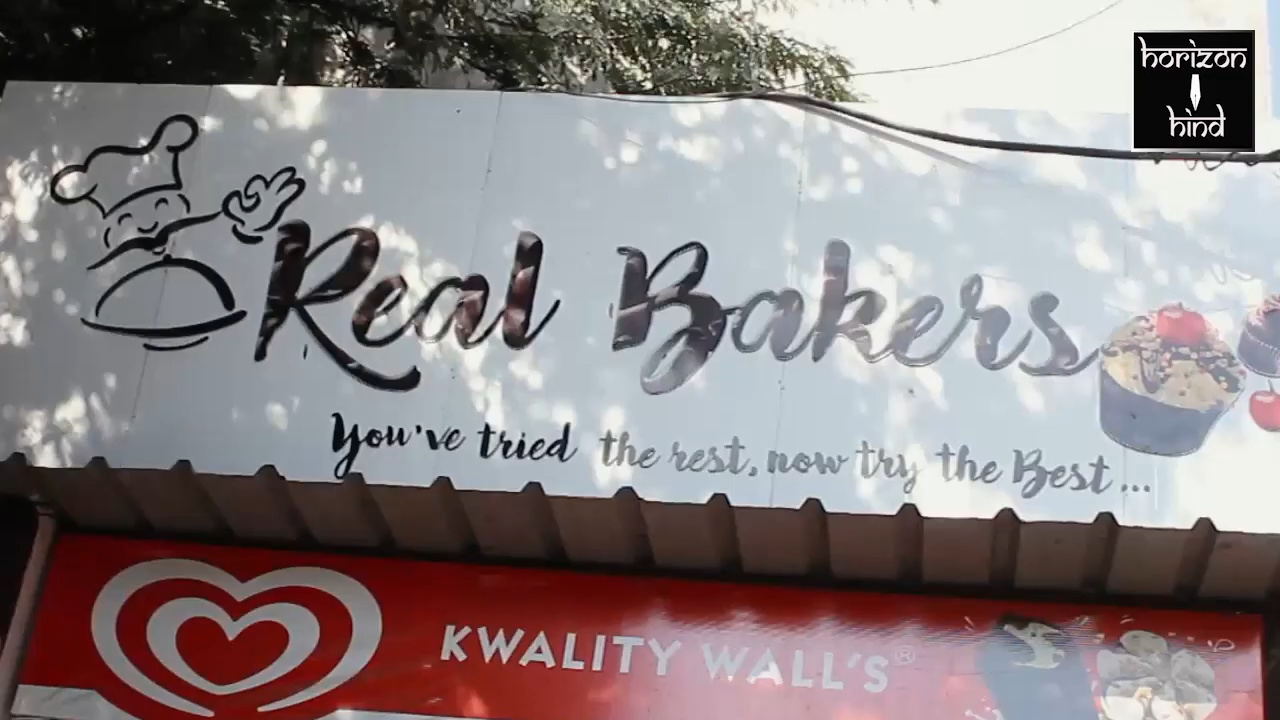 horizon
hind
Real Bakers
You've tried the rest, now try the Best...
KWALITY WALL'S®